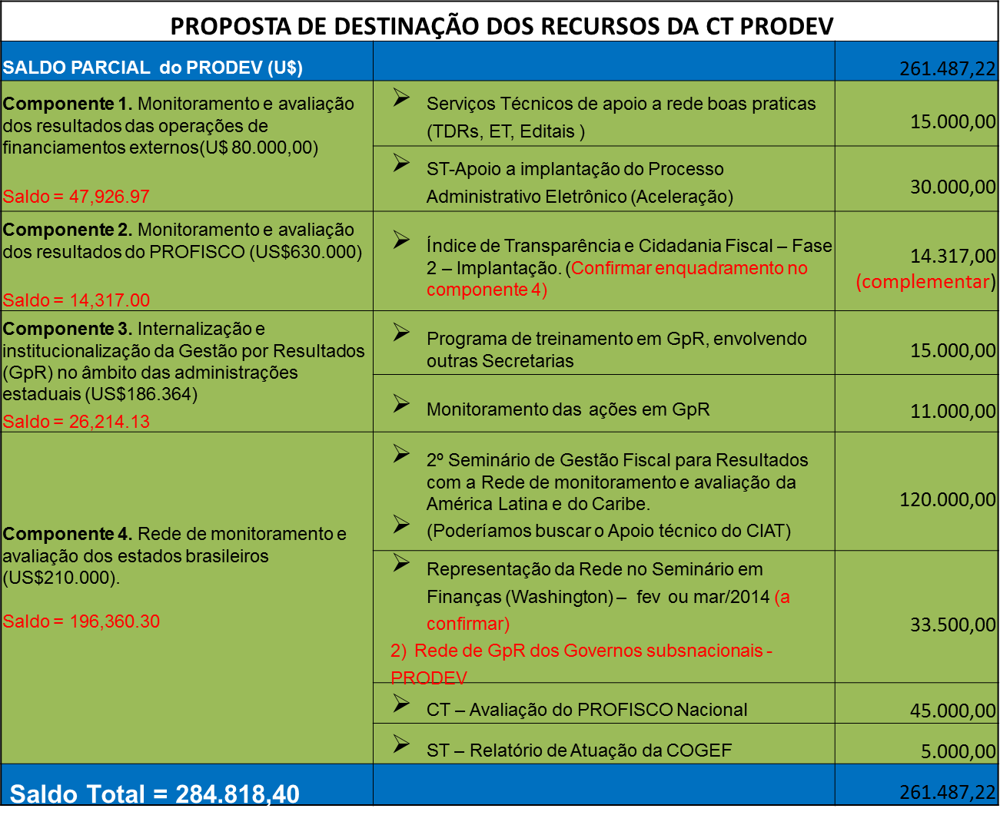 PROPOSTA DE DESTINAÇÃO DOS RECURSOS DA CT PRODEV
SALDO PARCIAL do PRODEV (U$)
261.487,22
Componente 1. Monitoramento e avaliação
dos resultados das operações de
financiamentos externos(U$ 80.000,00)
Saldo = 47,926.97
➢ Serviços Técnicos de apoio a rede boas praticas
(TDRs, ET, Editais )
15.000,00
➢ ST-Apoio a implantação do Processo
Administrativo Eletrônico (Aceleração)
30.000,00
Componente 2. Monitoramento e avaliação
dos resultados do PROFISCO (US$630.000)
Saldo = 14,317.00
➢ Índice de Transparência e Cidadania Fiscal – Fase
2 – Implantação. (Confirmar enquadramento no
componente 4)
14.317,00
(complementar)
Componente 3. Internalização e
institucionalização da Gestão por Resultados
(GpR) no âmbito das administrações
estaduais (US$186.364)
Saldo = 26,214.13
➢ Programa de treinamento em GpR, envolvendo
outras Secretarias
15.000,00
➢ Monitoramento das ações em GpR
11.000,00
Componente 4. Rede de monitoramento e
avaliação dos estados brasileiros
(US$210.000).
Saldo = 196,360.30
➢ 2º Seminário de Gestão Fiscal para Resultados
com a Rede de monitoramento e avaliação da
América Latina e do Caribe.
➢ (Poderíamos buscar o Apoio técnico do CIAT)
120.000,00
➢ Representação da Rede no Seminário em
Finanças (Washington) – fev ou mar/2014 (a
confirmar)
2) Rede de GpR dos Governos subsnacionais -
PRODEV
33.500,00
➢ CT – Avaliação do PROFISCO Nacional
45.000,00
➢ ST – Relatório de Atuação da COGEF
5.000,00
Saldo Total = 284.818,40
261.487,22